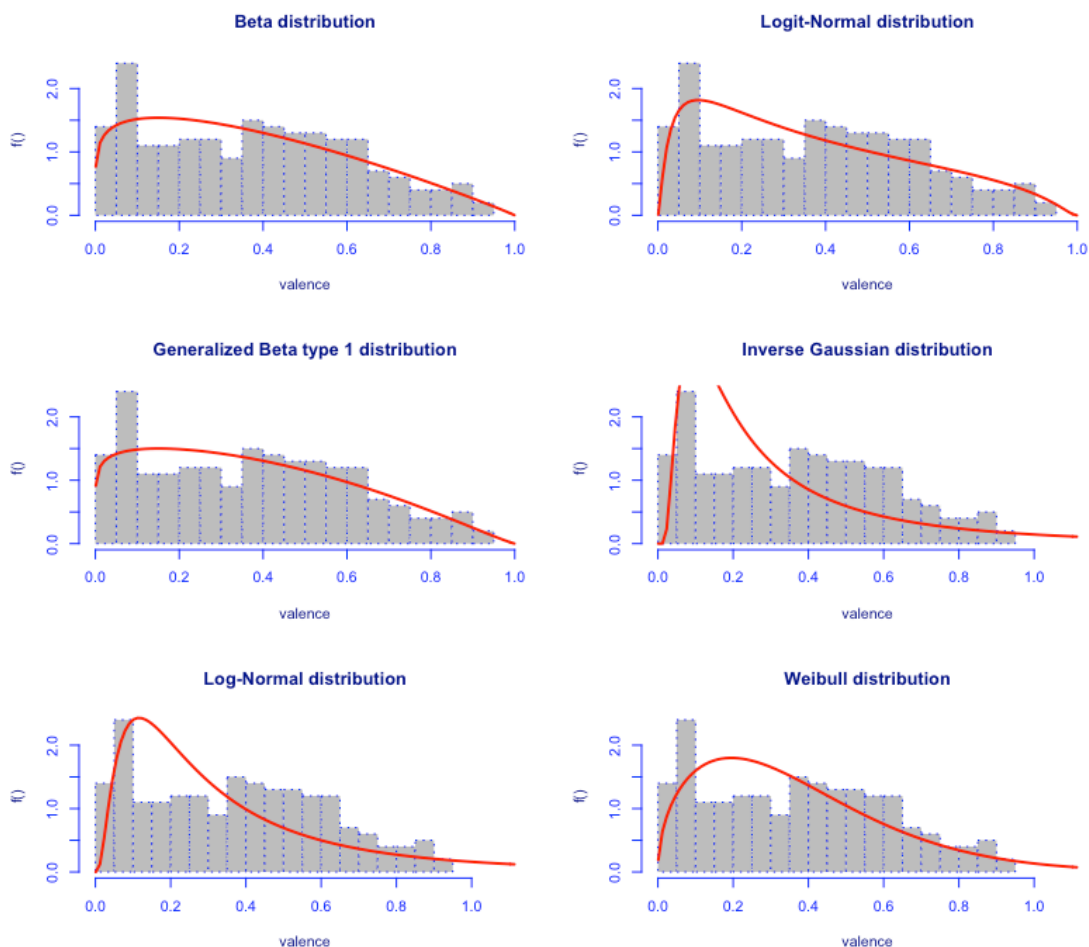 Beta distribution
f()
0.0 1.0 2.0
0.0 0.2 0.4 0.6 0.8 1.0
valence
Logit-Normal distribution
f()
0.0 1.0 2.0
0.0 0.2 0.4 0.6 0.8 1.0
valence
Generalized Beta type 1 distribution
f()
0.0 1.0 2.0
0.0 0.2 0.4 0.6 0.8 1.0
valence
Inverse Gaussian distribution
f()
0.0 1.0 2.0
0.0 0.2 0.4 0.6 0.8 1.0
valence
Log-Normal distribution
f()
0.0 1.0 2.0
0.0 0.2 0.4 0.6 0.8 1.0
valence
Weibull distribution
f()
0.0 1.0 2.0
0.0 0.2 0.4 0.6 0.8 1.0
valence